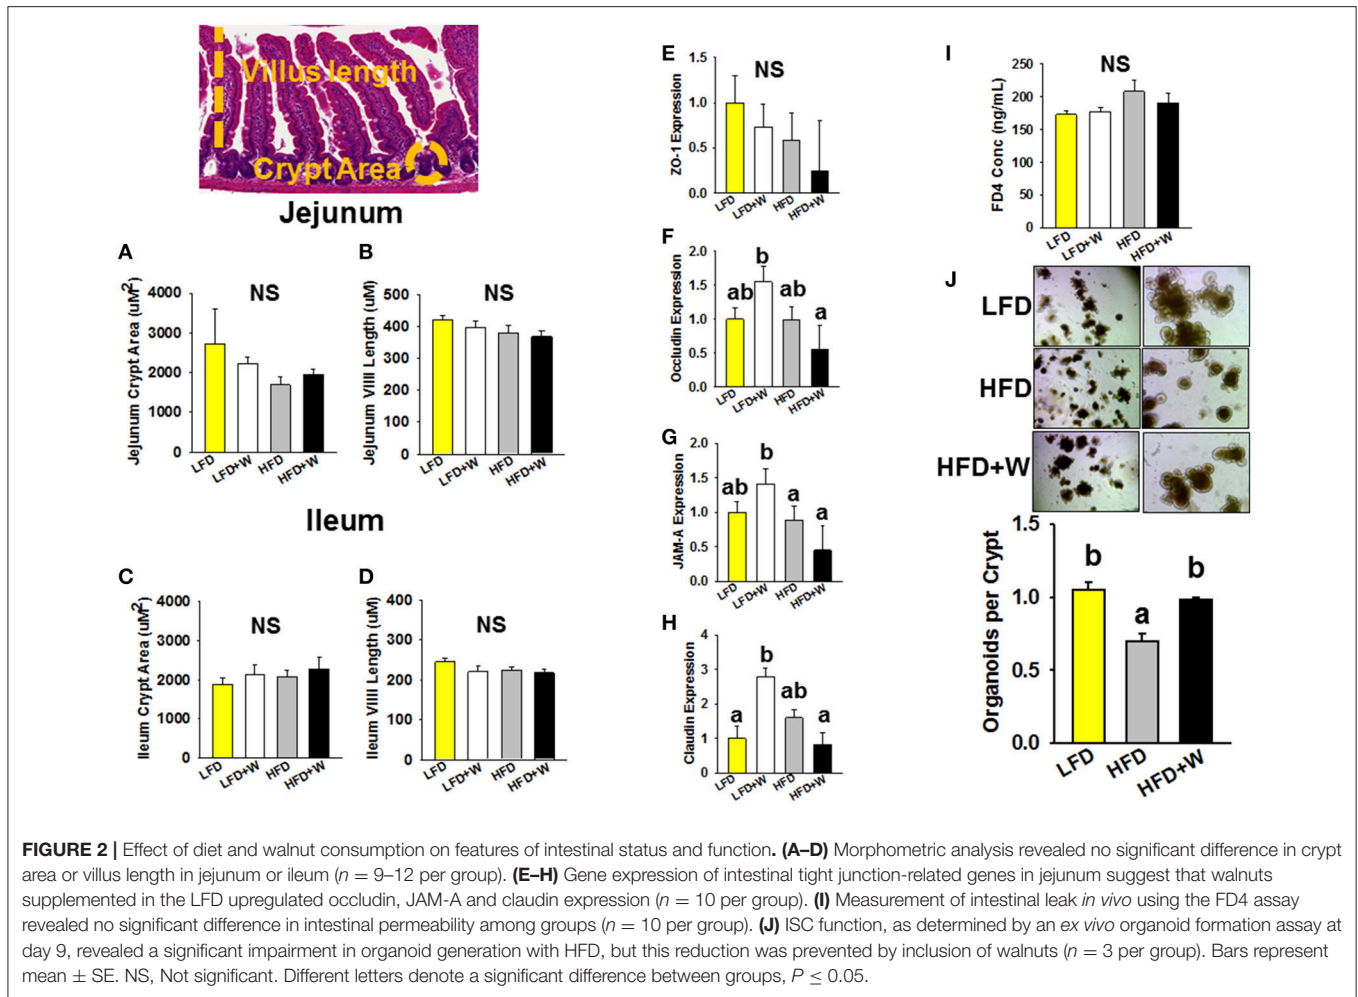 Villus length
Crypt Area
Jejunum
A
Jejunum Crypt Area (uM2)
4000
3000
2000
1000
0
NS
LFD
LFD+W
HFD
HFD+W
B
Jejunum VIIII Length (uM)
500
400
300
200
100
0
NS
LFD
LFD+W
HFD
HFD+W
Ileum
C
Ileum Crypt Area (uM2)
4000
3000
2000
1000
0
NS
LFD
LFD+W
HFD
HFD+W
D
Ileum VIIII Length (uM)
400
300
200
100
0
NS
LFD
LFD+W
HFD
HFD+W
E
ZO-1 Expression
1.5
1.0
0.5
0.0
NS
LFD
LFD+W
HFD
HFD+W
F
Occludin Expression
2.0
1.5
1.0
0.5
0.0
ab
b
ab
a
LFD
LFD+W
HFD
HFD+W
G
JAM-A Expression
2.0
1.5
1.0
0.5
0.0
ab
b
a
a
LFD
LFD+W
HFD
HFD+W
H
Claudin Expression
4
3
2
1
0
a
b
ab
a
LFD
LFD+W
HFD
HFD+W
I
FD4 Conc (ng/mL)
250
200
150
100
50
0
NS
LFD
LFD+W
HFD
HFD+W
J
LFD
HFD
HFD+W
Organoids per Crypt
1.5
1.0
0.5
0.0
b
a
b
LFD
HFD
HFD+W
FIGURE 2 | Effect of diet and walnut consumption on features of intestinal status and function. (A–D) Morphometric analysis revealed no significant difference in crypt
area or villus length in jejunum or ileum (n = 9–12 per group). (E–H) Gene expression of intestinal tight junction-related genes in jejunum suggest that walnuts
supplemented in the LFD upregulated occludin, JAM-A and claudin expression (n = 10 per group). (I) Measurement of intestinal leak in vivo using the FD4 assay
revealed no significant difference in intestinal permeability among groups (n = 10 per group). (J) ISC function, as determined by an ex vivo organoid formation assay at
day 9, revealed a significant impairment in organoid generation with HFD, but this reduction was prevented by inclusion of walnuts (n = 3 per group). Bars represent
mean ± SE. NS, Not significant. Different letters denote a significant difference between groups, P ≤ 0.05.